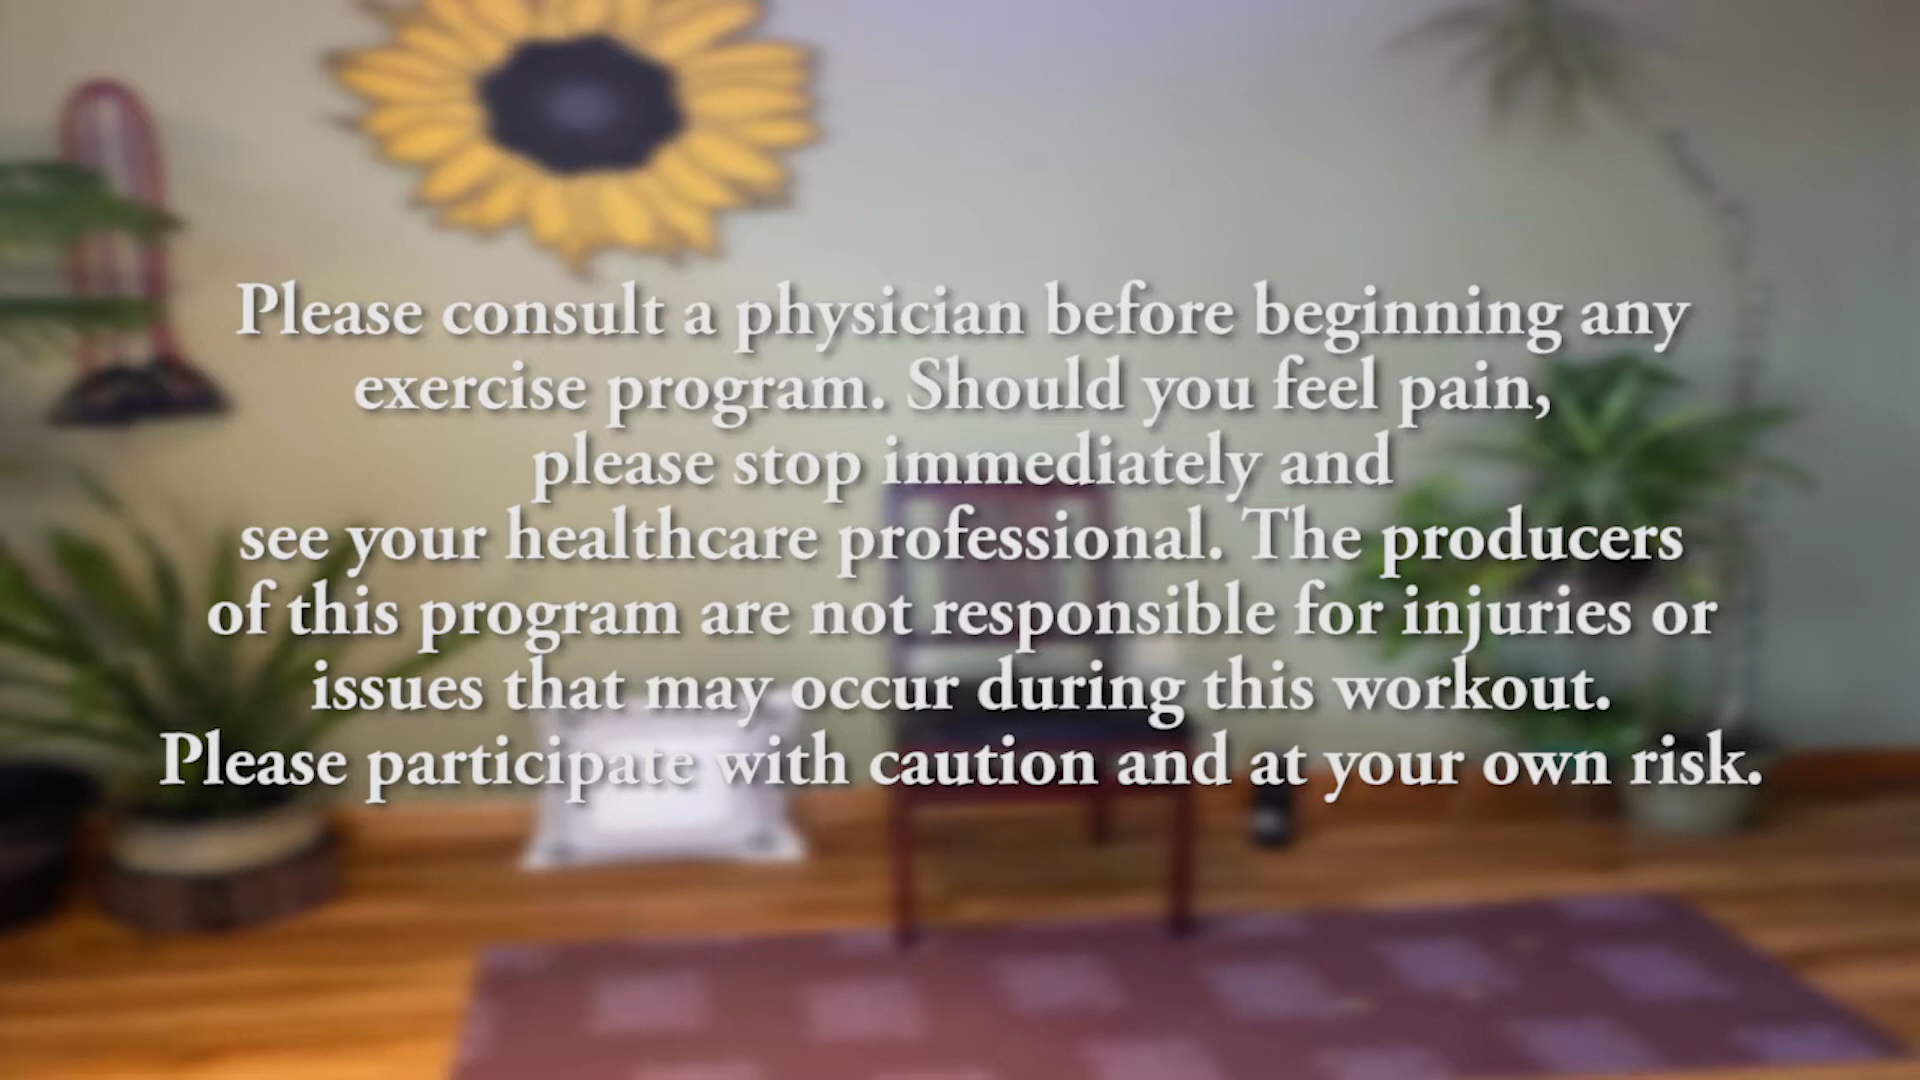 Please consult a physician before beginning any
exercise program. Should you feel pain,
please stop immediately and
see your healthcare professional. The producers
of this program are not responsible for injuries or
issues that may occur during this workout.
Please participate with caution and at your own risk.